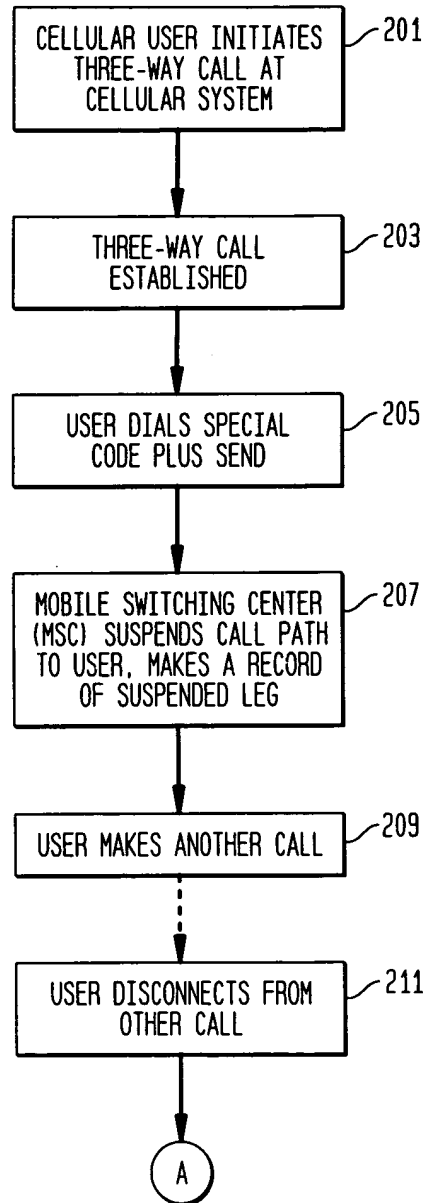 CELLULAR USER INITIATES
THREE-WAY CALL AT
CELLULAR SYSTEM
201
THREE-WAY CALL
ESTABLISHED
203
USER DIALS SPECIAL
CODE PLUS SEND
205
MOBILE SWITCHING CENTER
(MSC) SUSPENDS CALL PATH
TO USER, MAKES A RECORD
OF SUSPENDED LEG
207
USER MAKES ANOTHER CALL
209
USER DISCONNECTS FROM
OTHER CALL
211
A